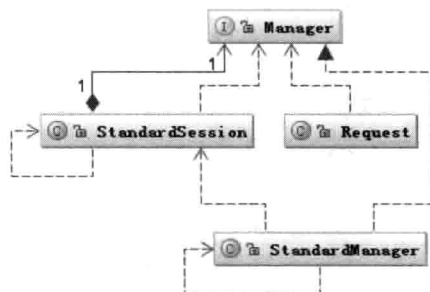 I Manager
1
1
C StandardSession
C Request
C StandardManager